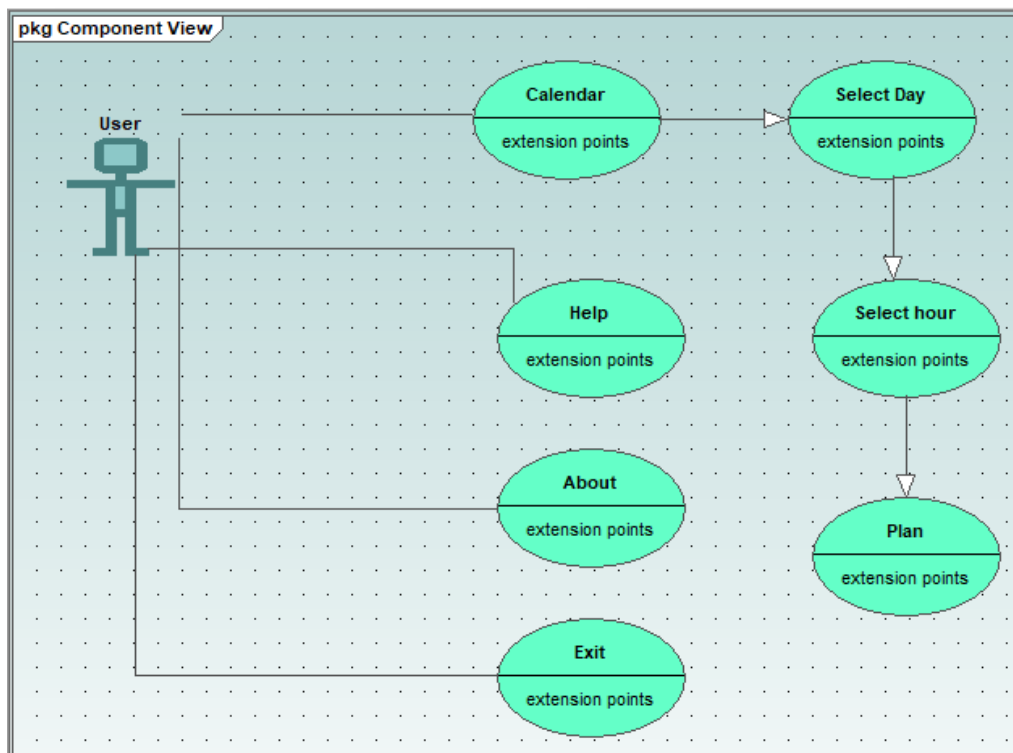 pkg Component View
User
Calendar
extension points
Select Day
extension points
Help
extension points
Select hour
extension points
About
extension points
Plan
extension points
Exit
extension points